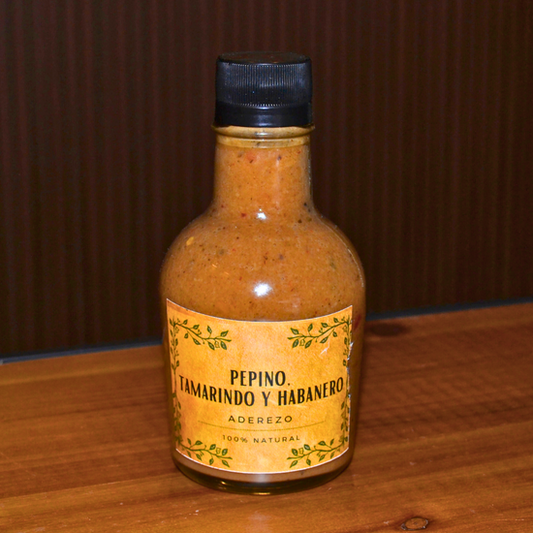 PEPINO,
TAMARINDO Y HABANERO
ADEREZO
100% NATURAL